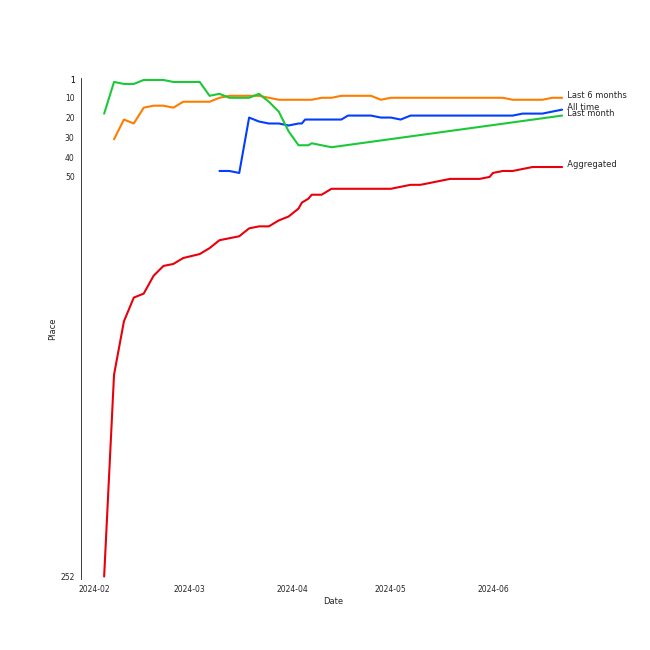 1
10
20
30
40
50
252
Place
2024-02
2024-03
2024-04
2024-05
2024-06
Date
Last 6 months
All time
Last month
Aggregated